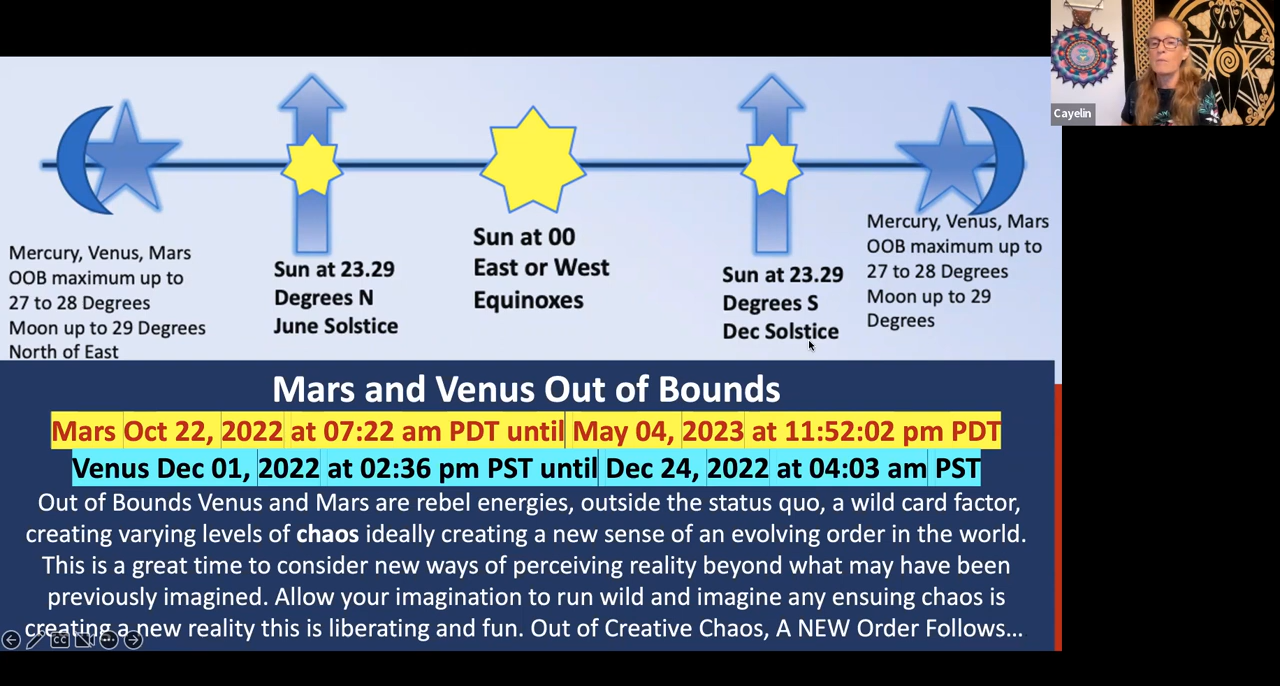 Cayelin
Mercury, Venus, Mars
OOB maximum up to
27 to 28 Degrees
Moon up to 29 Degrees
North of East
Sun at 23.29
Degrees N
June Solstice
Sun at 00
East or West
Equinoxes
Sun at 23.29
Degrees S
Dec Solstice
Mercury, Venus, Mars
OOB maximum up to
27 to 28 Degrees
Moon up to 29
Degrees
Mars and Venus Out of Bounds
Mars Oct 22, 2022 at 07:22 am PDT until May 04, 2023 at 11:52:02 pm PDT
Venus Dec 01, 2022 at 02:36 pm PST until Dec 24, 2022 at 04:03 am PST
Out of Bounds Venus and Mars are rebel energies, outside the status quo, a wild card factor,
creating varying levels of chaos ideally creating a new sense of an evolving order in the world.
This is a great time to consider new ways of perceiving reality beyond what may have been
previously imagined. Allow your imagination to run wild and imagine any ensuing chaos is
creating a new reality this is liberating and fun. Out of Creative Chaos, A NEW Order Follows...
CC